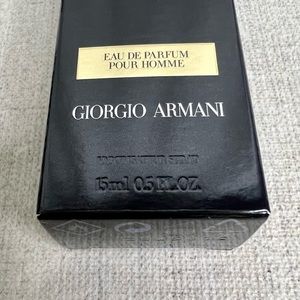 EAU DE PARFUM
POUR HOMME
GIORGIO ARMANI
15ml 0.5 FL.OZ.